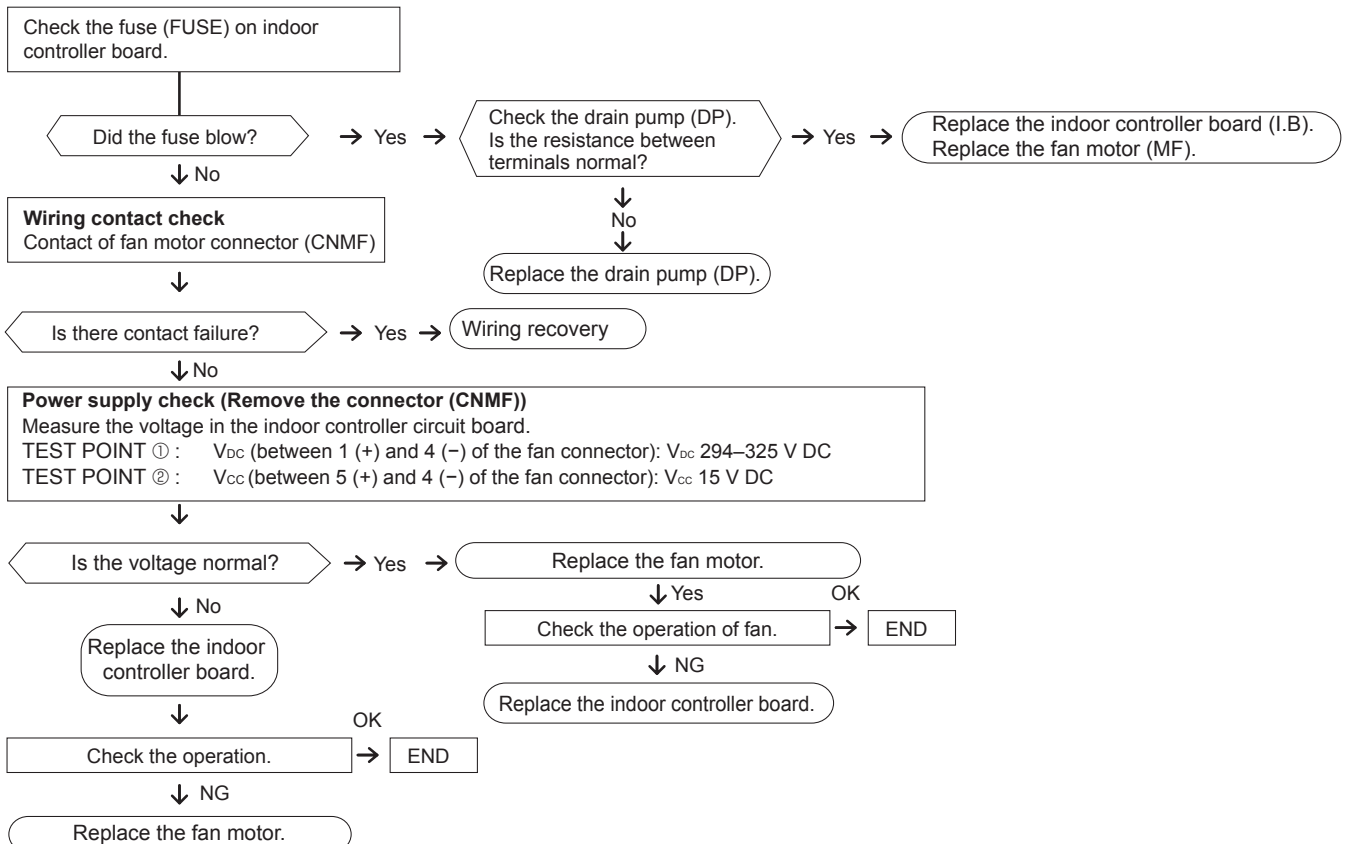 Check the fuse (FUSE) on indoor
controller board.
Did the fuse blow?
Yes
Check the drain pump (DP).
Is the resistance between
terminals normal?
Yes
Replace the indoor controller board (I.B).
Replace the fan motor (MF).
No
No
Replace the drain pump (DP).
Wiring contact check
Contact of fan motor connector (CNMF)
Is there contact failure?
Yes
Wiring recovery
No
Power supply check (Remove the connector (CNMF))
Measure the voltage in the indoor controller circuit board.
TEST POINT ① : VDC (between 1 (+) and 4 (−) of the fan connector): VDC 294–325 V DC
TEST POINT ② : VCC (between 5 (+) and 4 (−) of the fan connector): VCC 15 V DC
Is the voltage normal?
Yes
Replace the fan motor.
Yes
OK
Check the operation of fan.
END
NG
Replace the indoor controller board.
No
Replace the indoor
controller board.
OK
Check the operation.
END
NG
Replace the fan motor.